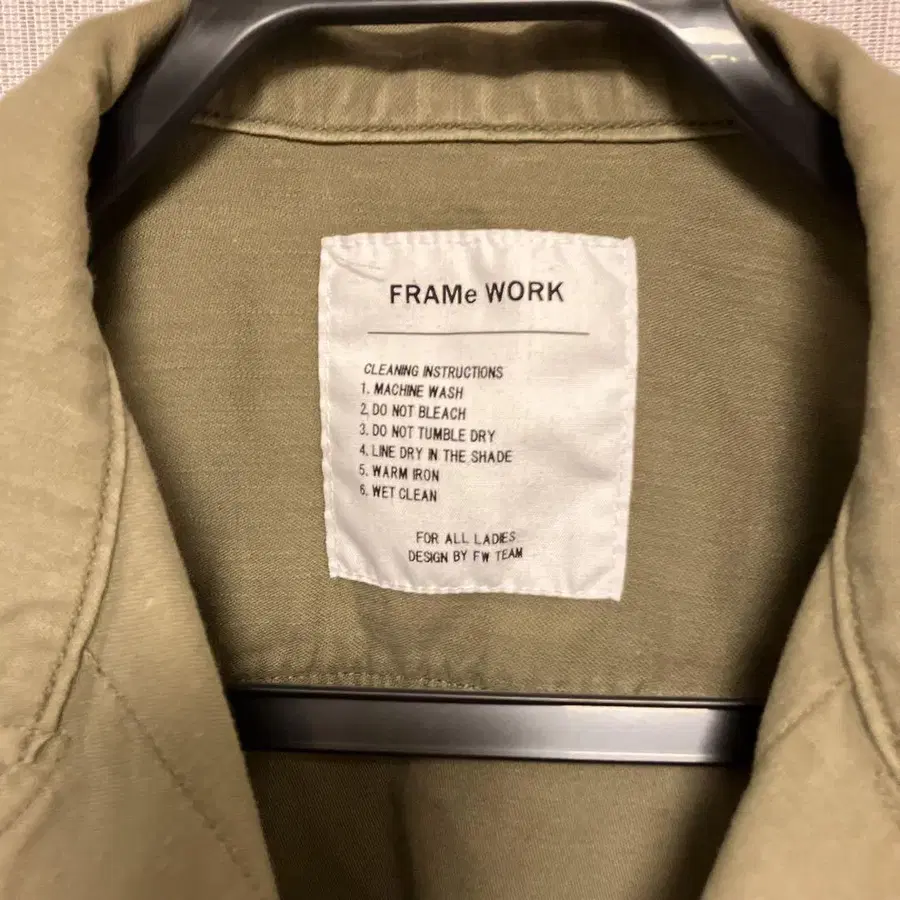 FRAMe WORK
CLEANING INSTRUCTIONS
1. MACHINE WASH
2. DO NOT BLEACH
3. DO NOT TUMBLE DRY
4. LINE DRY IN THE SHADE
5. WARM IRON
6. WET CLEAN
FOR ALL LADIES
DESIGN BY FW TEAM